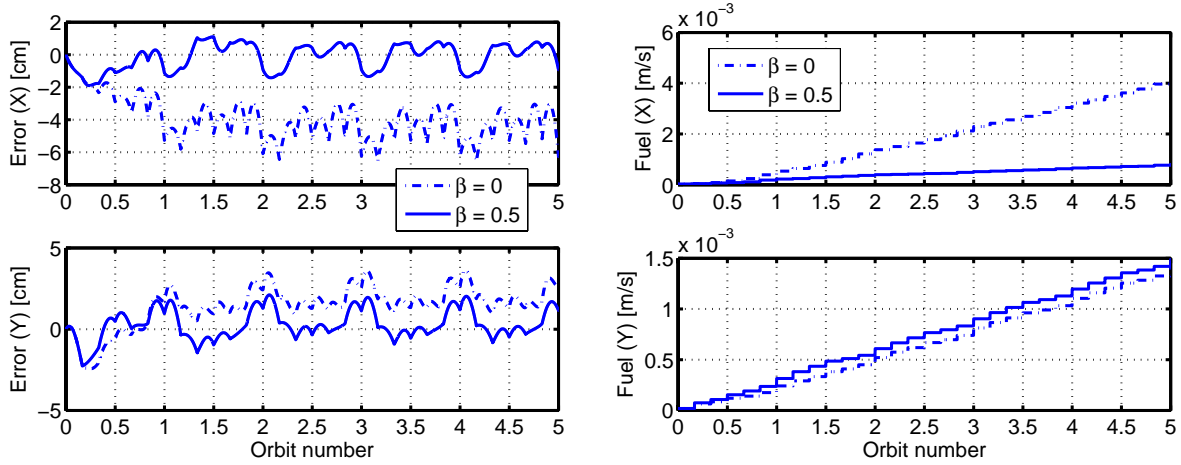 2
0
−2
−4
−6
−8
Error (X) [cm]
0 0.5 1 1.5 2 2.5 3 3.5 4 4.5 5
β = 0
β = 0.5
5
0
−5
Error (Y) [cm]
0 0.5 1 1.5 2 2.5 3 3.5 4 4.5 5
Orbit number
x 10⁻³
6
4
2
0
Fuel (X) [m/s]
β = 0
β = 0.5
0 0.5 1 1.5 2 2.5 3 3.5 4 4.5 5
x 10⁻³
1.5
1
0.5
0
Fuel (Y) [m/s]
0 0.5 1 1.5 2 2.5 3 3.5 4 4.5 5
Orbit number